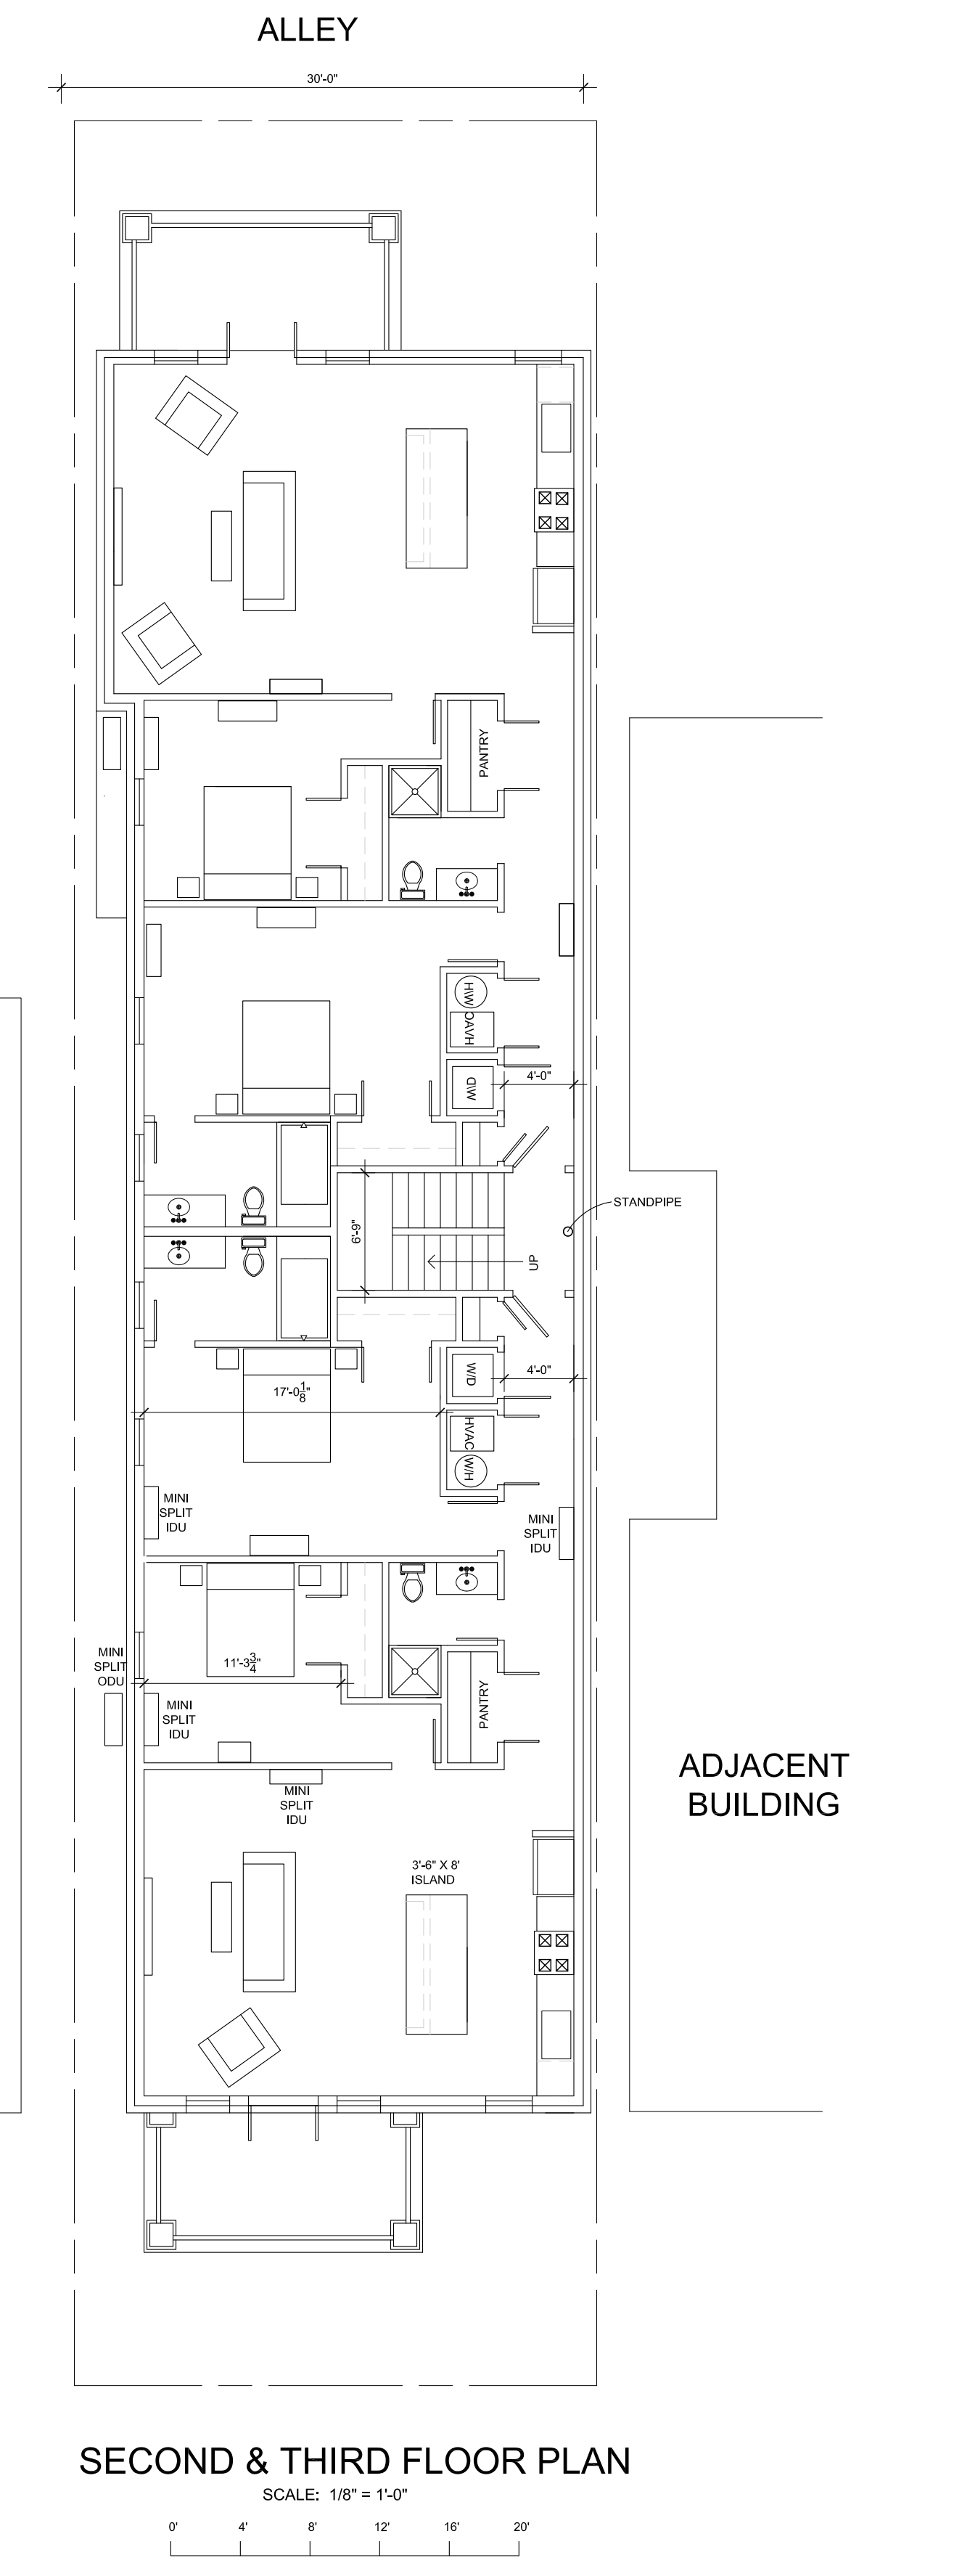 ALLEY
30'-0"
PANTRY
H/W
HVAC
W/D
4'-0"
STANDPIPE
6'-9"
UP
W/D
4'-0"
17'-0 1/8"
HVAC
W/H
MINI
SPLIT
IDU
MINI
SPLIT
IDU
MINI
SPLIT
ODU
11'-3 3/4"
MINI
SPLIT
IDU
PANTRY
ADJACENT
BUILDING
MINI
SPLIT
IDU
3'-6" X 8'
ISLAND
SECOND & THIRD FLOOR PLAN
SCALE: 1/8" = 1'-0"
0' 4' 8' 12' 16' 20'